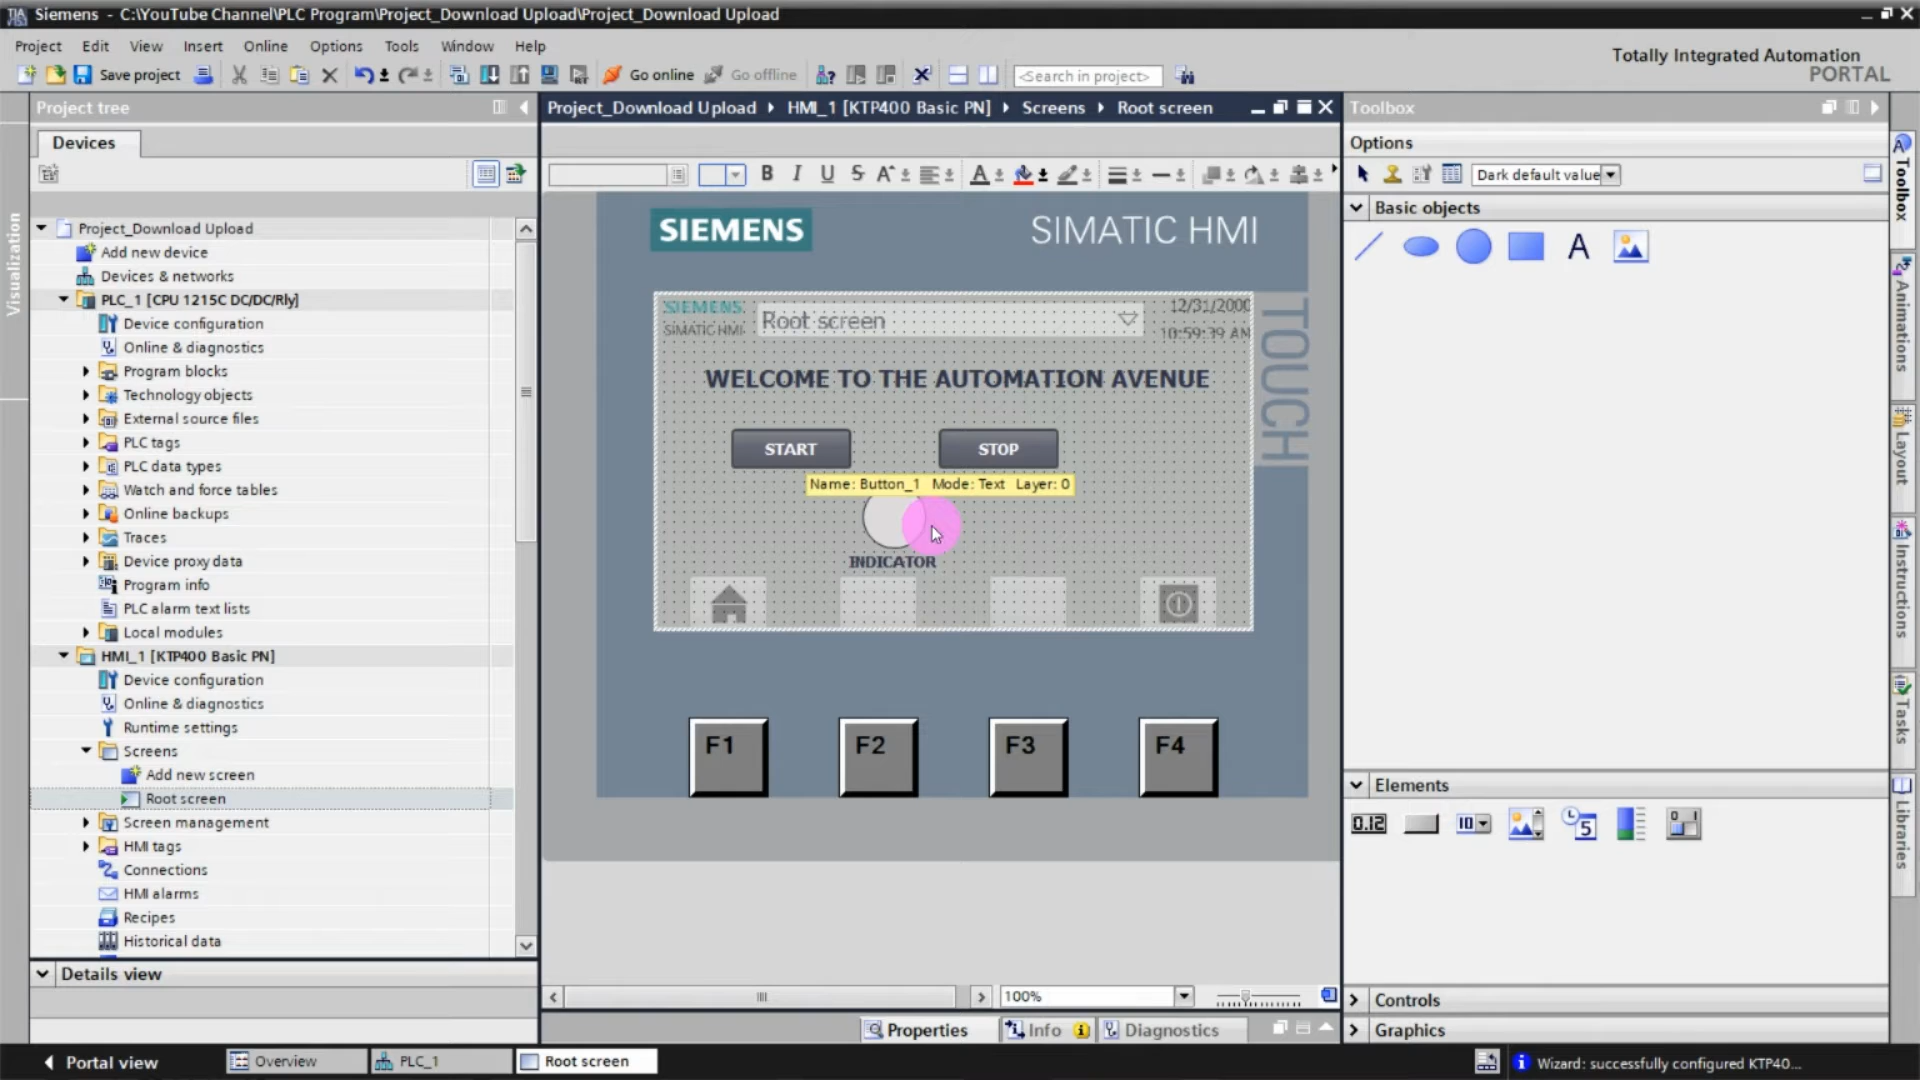 Siemens - C:\YouTube Channel\PLC Program\Project_Download Upload\Project_Download Upload
Project Edit View Insert Online Options Tools Window Help
Totally Integrated Automation
PORTAL
Save project Go online Go offline <Search in project>
Project tree
Devices
Visualization
Project_Download Upload
Add new device
Devices & networks
PLC_1 [CPU 1215C DC/DC/Rly]
Device configuration
Online & diagnostics
Program blocks
Technology objects
External source files
PLC tags
PLC data types
Watch and force tables
Online backups
Traces
Device proxy data
Program info
PLC alarm text lists
Local modules
HMI_1 [KTP400 Basic PN]
Device configuration
Online & diagnostics
Runtime settings
Screens
Add new screen
Root screen
Screen management
HMI tags
Connections
HMI alarms
Recipes
Historical data
Details view
Project_Download Upload HMI_1 [KTP400 Basic PN] Screens Root screen
SIEMENS SIMATIC HMI
TOUCH
SIEMENS
SIMATIC HMI
Root screen
12/31/2000
10:59:39 AM
WELCOME TO THE AUTOMATION AVENUE
START STOP
Name: Button_1 Mode: Text Layer: 0
INDICATOR
F1 F2 F3 F4
100%
Properties Info Diagnostics
Toolbox
Options
Dark default value
Basic objects
Elements
Controls
Graphics
Toolbox
Animations
Layout
Instructions
Tasks
Libraries
Portal view Overview PLC_1 Root screen
Wizard: successfully configured KTP40...